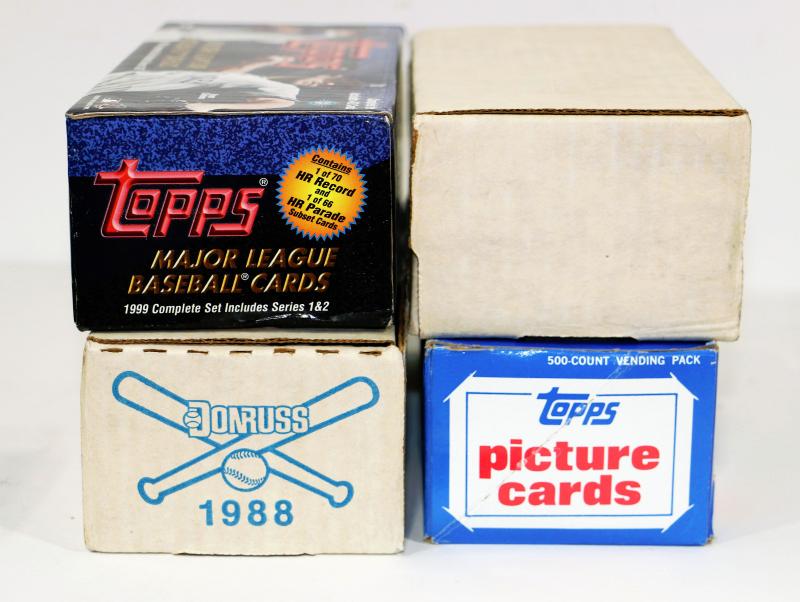 topps®
Contains
1 of 70
HR Record
and
1 of 66
HR Parade
Subset Cards
MAJOR LEAGUE
BASEBALL® CARDS
1999 Complete Set Includes Series 1&2
DONRUSS
1988
500-COUNT VENDING PACK
topps
picture
cards